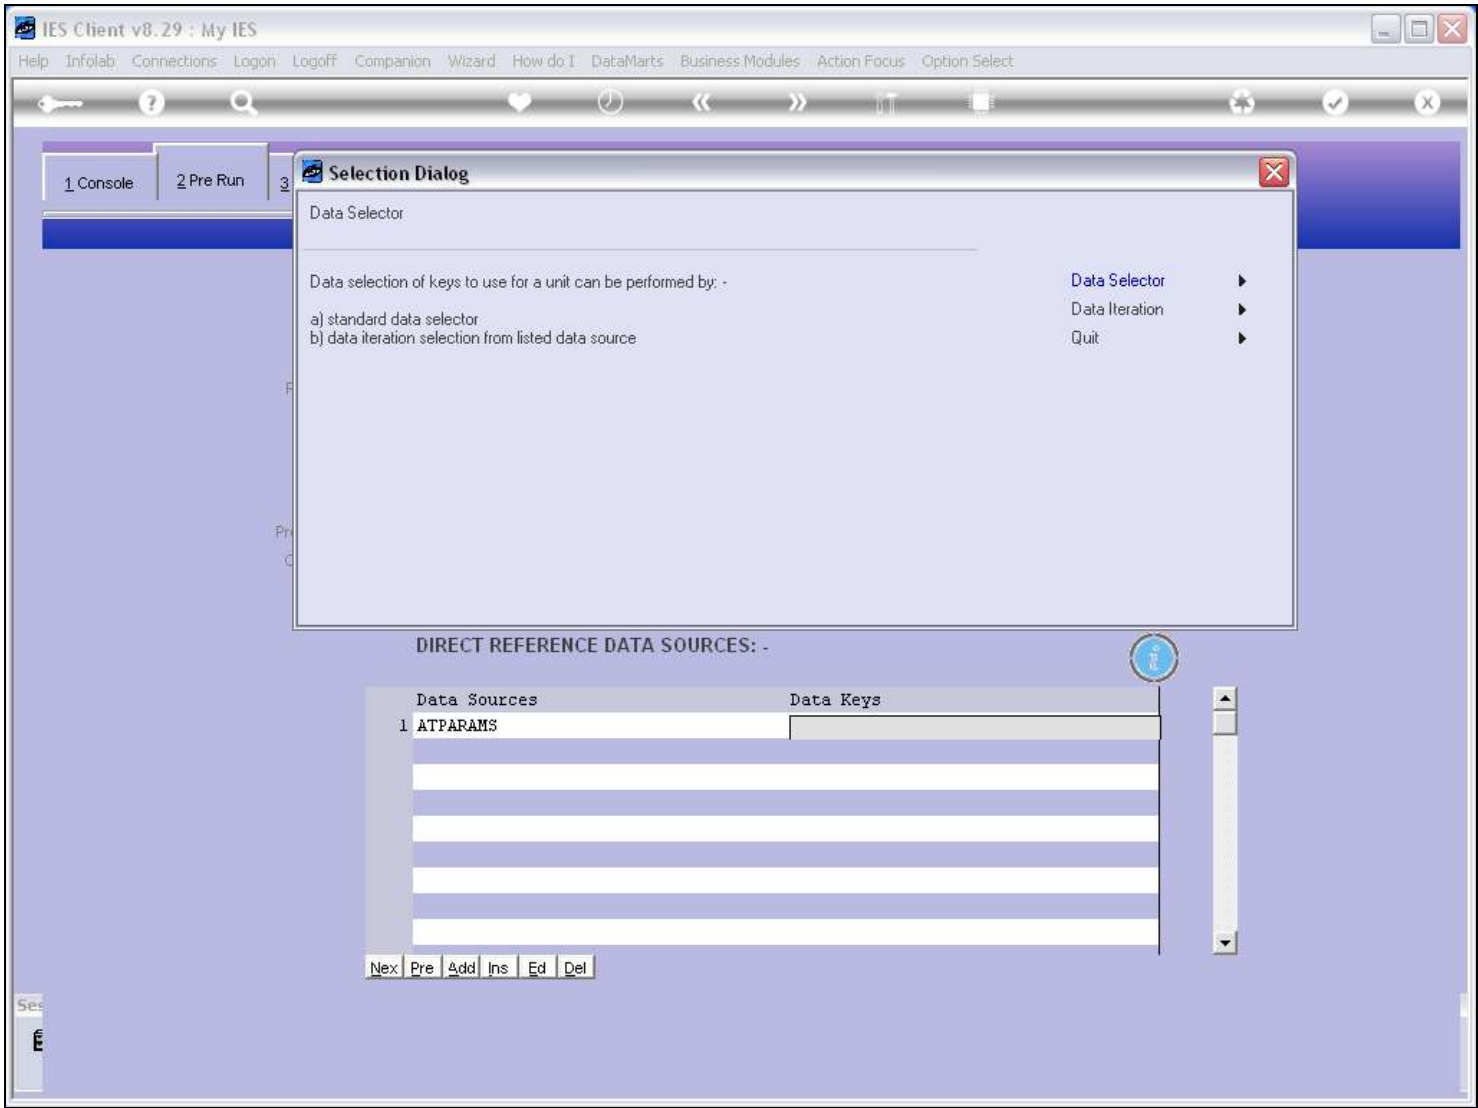 IES Client v8.29 : My IES
Help Infolab Connections Logon Logoff Companion Wizard How do I DataMarts Business Modules Action Focus Option Select
1 Console
2 Pre Run
3
Selection Dialog
Data Selector
Data selection of keys to use for a unit can be performed by: -
a) standard data selector
b) data iteration selection from listed data source
Data Selector
Data Iteration
Quit
DIRECT REFERENCE DATA SOURCES: -
Data Sources Data Keys
1 ATPARAMS
Nex Pre Add Ins Ed Del